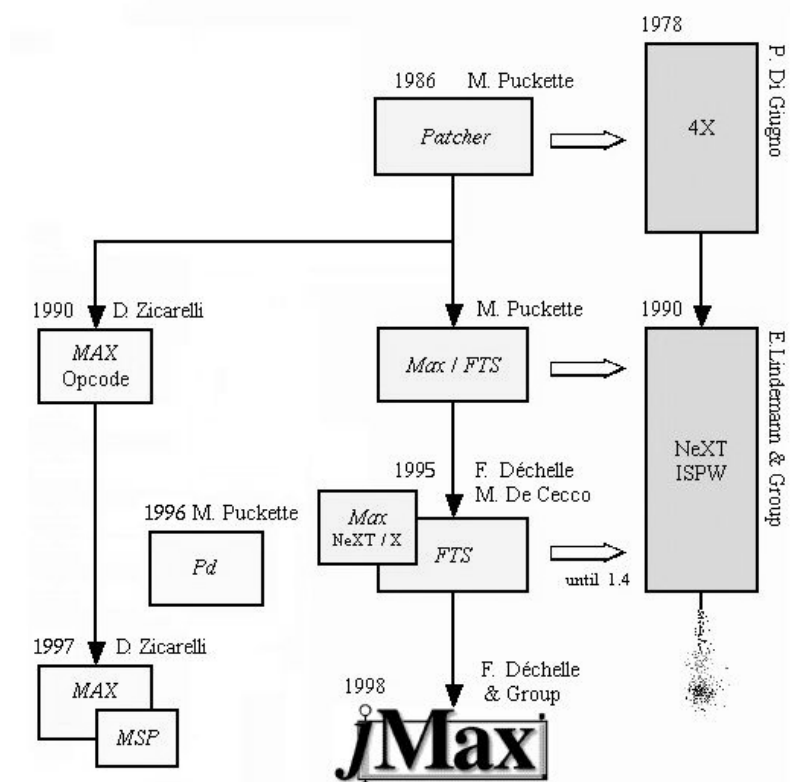 1978
P. Di Giugno
1986 M. Puckette
Patcher
4X
1990 D. Zicarelli
M. Puckette
1990
MAX
Opcode
Max / FTS
E.Lindemann & Group
NeXT
ISPW
1995 F. Déchelle
M. De Cecco
1996 M. Puckette
Max
NeXT / X
Pd
FTS
until 1.4
1997 D. Zicarelli
F. Déchelle
& Group
1998
MAX
MSP
jMax